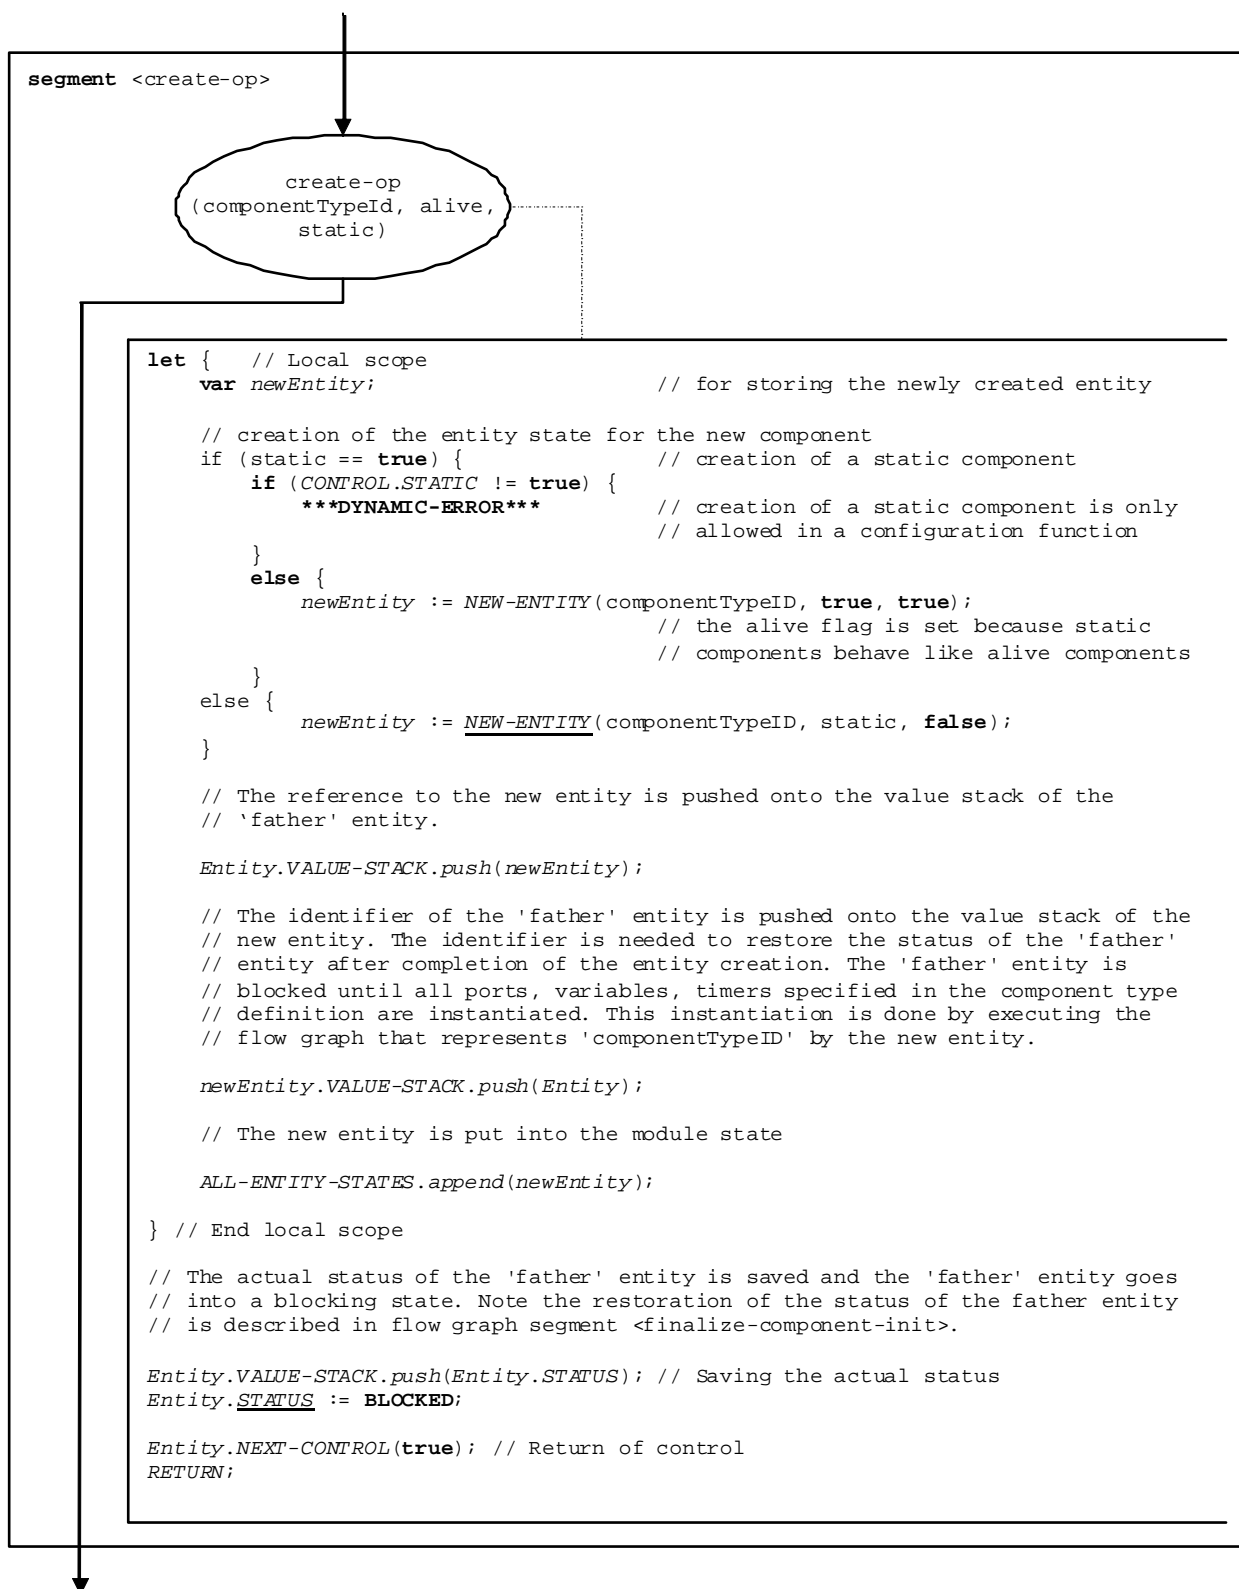 segment <create-op>
create-op
(componentTypeId, alive,
static)
let {   // Local scope
var newEntity; // for storing the newly created entity
// creation of the entity state for the new component
if (static == true) { // creation of a static component
if (CONTROL.STATIC != true) {
***DYNAMIC-ERROR*** // creation of a static component is only
// allowed in a configuration function
}
else {
newEntity := NEW-ENTITY(componentTypeID, true, true);
// the alive flag is set because static
// components behave like alive components
}
else {
newEntity := NEW-ENTITY(componentTypeID, static, false);
}
// The reference to the new entity is pushed onto the value stack of the
// ‘father' entity.
Entity.VALUE-STACK.push(newEntity);
// The identifier of the 'father' entity is pushed onto the value stack of the
// new entity. The identifier is needed to restore the status of the 'father'
// entity after completion of the entity creation. The 'father' entity is
// blocked until all ports, variables, timers specified in the component type
// definition are instantiated. This instantiation is done by executing the
// flow graph that represents 'componentTypeID' by the new entity.
newEntity.VALUE-STACK.push(Entity);
// The new entity is put into the module state
ALL-ENTITY-STATES.append(newEntity);
} // End local scope
// The actual status of the 'father' entity is saved and the 'father' entity goes
// into a blocking state. Note the restoration of the status of the father entity
// is described in flow graph segment <finalize-component-init>.
Entity.VALUE-STACK.push(Entity.STATUS); // Saving the actual status
Entity.STATUS := BLOCKED;
Entity.NEXT-CONTROL(true); // Return of control
RETURN;